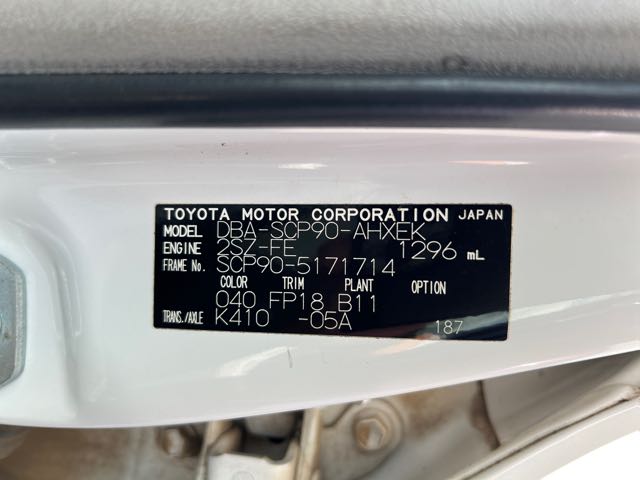 TOYOTA MOTOR CORPORATION JAPAN
MODEL DBA-SCP90-AHXEK
ENGINE 2SZ-FE 1296 mL
FRAME No. SCP90-5171714
COLOR TRIM PLANT OPTION
040 FP18 B11
TRANS./AXLE K410 -05A 187